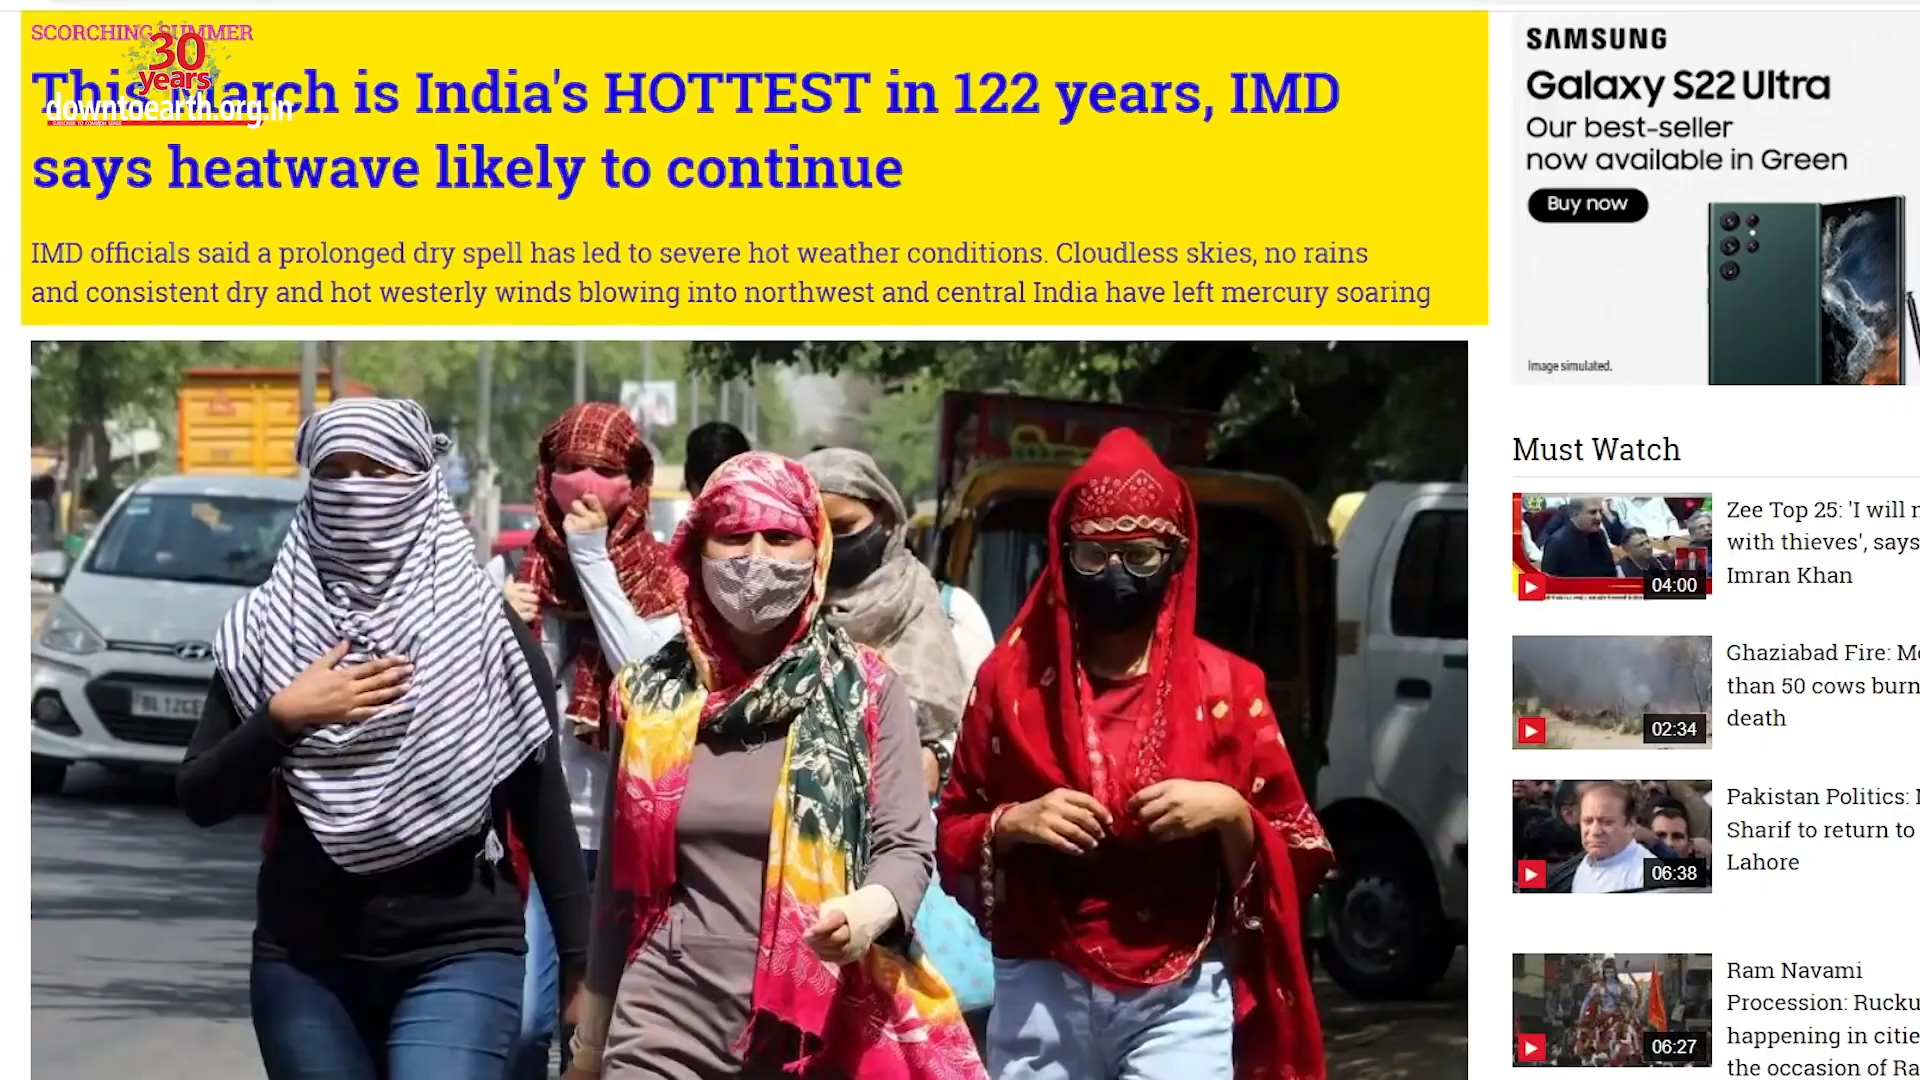 SCORCHING SUMMER
30
years
This March is India's HOTTEST in 122 years, IMD
downtoearth.org.in
SUBSCRIBE TO COMMON SENSE
says heatwave likely to continue
IMD officials said a prolonged dry spell has led to severe hot weather conditions. Cloudless skies, no rains
and consistent dry and hot westerly winds blowing into northwest and central India have left mercury soaring
SAMSUNG
Galaxy S22 Ultra
Our best-seller
now available in Green
Buy now
Image simulated.
Must Watch
Zee Top 25: 'I will
with thieves', says
Imran Khan
04:00
Ghaziabad Fire:
than 50 cows burn
death
02:34
Pakistan Politics:
Sharif to return to
Lahore
06:38
Ram Navami
Procession: Rucku
happening in citie
the occasion of Ra
06:27